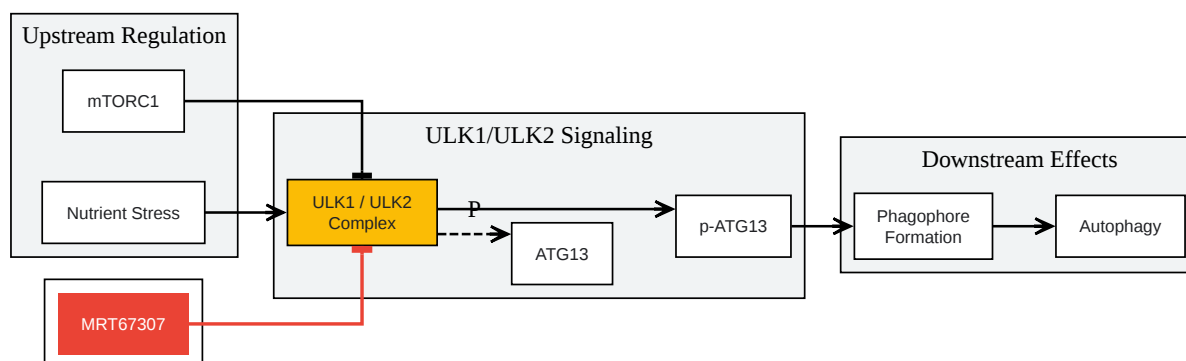 Upstream Regulation
mTORC1
Nutrient Stress
MRT67307
ULK1/ULK2 Signaling
ULK1 / ULK2
Complex
P
ATG13
p-ATG13
Downstream Effects
Phagophore
Formation
Autophagy